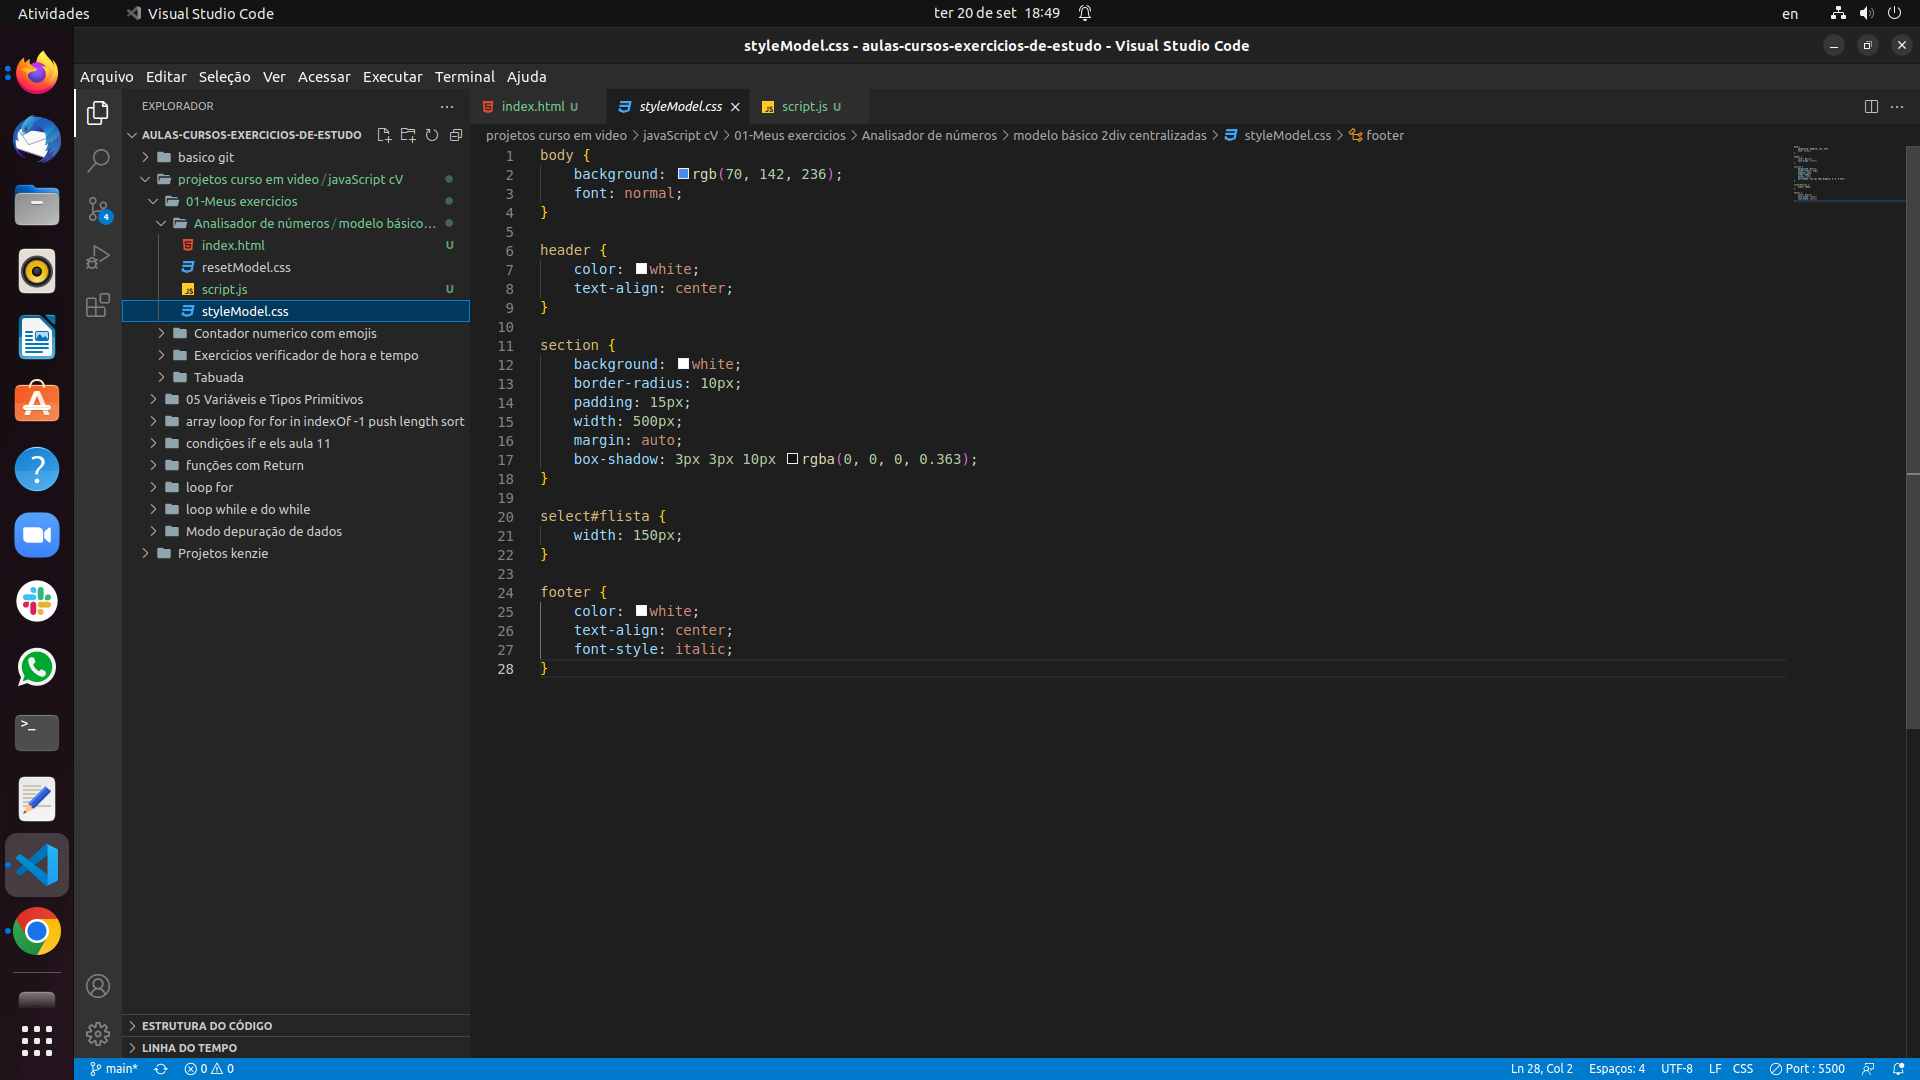 Atividades
Visual Studio Code
ter 20 de set 18:49
en
styleModel.css - aulas-cursos-exercicios-de-estudo - Visual Studio Code
Arquivo Editar Seleção Ver Acessar Executar Terminal Ajuda
EXPLORADOR
index.html U
styleModel.css
script.js U
AULAS-CURSOS-EXERCICIOS-DE-ESTUDO
projetos curso em video > javaScript cV > 01-Meus exercicios > Analisador de números > modelo básico 2div centralizadas > styleModel.css > footer
basico git
projetos curso em video / javaScript cV
01-Meus exercicios
Analisador de números / modelo básico...
index.html U
resetModel.css
script.js U
styleModel.css
Contador numerico com emojis
Exercicios verificador de hora e tempo
Tabuada
05 Variáveis e Tipos Primitivos
array loop for for in indexOf -1 push length sort
condições if e els aula 11
funções com Return
loop for
loop while e do while
Modo depuração de dados
Projetos kenzie
4
1 body {
2 background: rgb(70, 142, 236);
3 font: normal;
4 }
5
6 header {
7 color: white;
8 text-align: center;
9 }
10
11 section {
12 background: white;
13 border-radius: 10px;
14 padding: 15px;
15 width: 500px;
16 margin: auto;
17 box-shadow: 3px 3px 10px rgba(0, 0, 0, 0.363);
18 }
19
20 select#flista {
21 width: 150px;
22 }
23
24 footer {
25 color: white;
26 text-align: center;
27 font-style: italic;
28 }
ESTRUTURA DO CÓDIGO
LINHA DO TEMPO
main* 0 0
Ln 28, Col 2 Espaços: 4 UTF-8 LF CSS Port : 5500